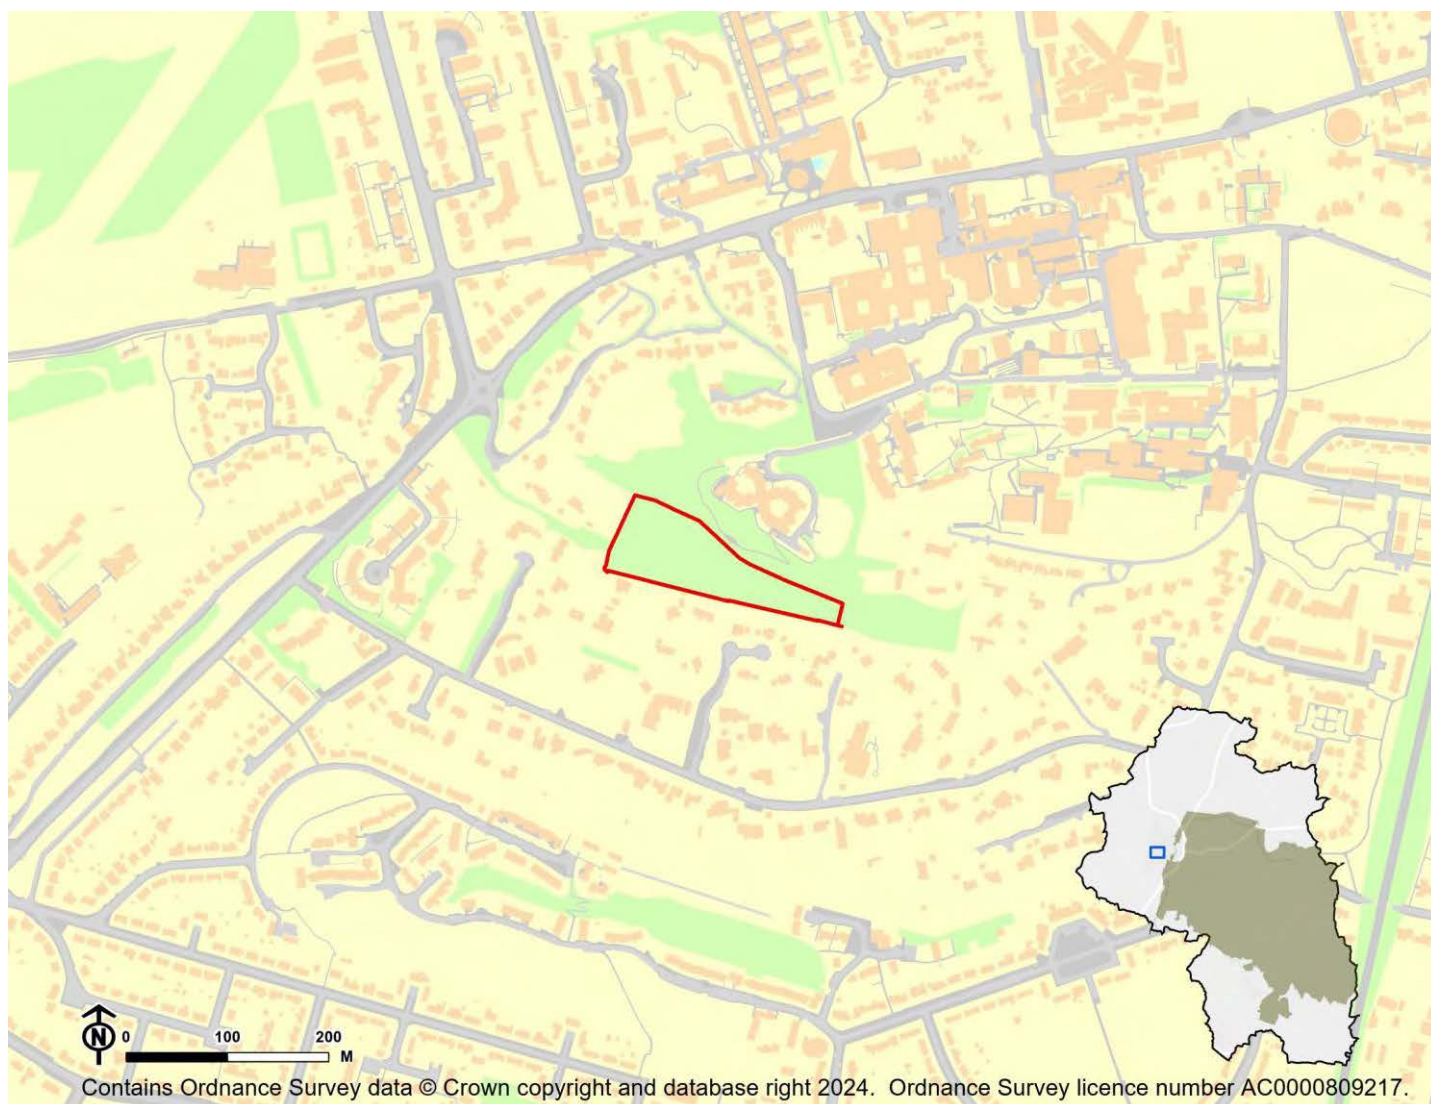 N
0 100 200
M
Contains Ordnance Survey data © Crown copyright and database right 2024. Ordnance Survey licence number AC0000809217.